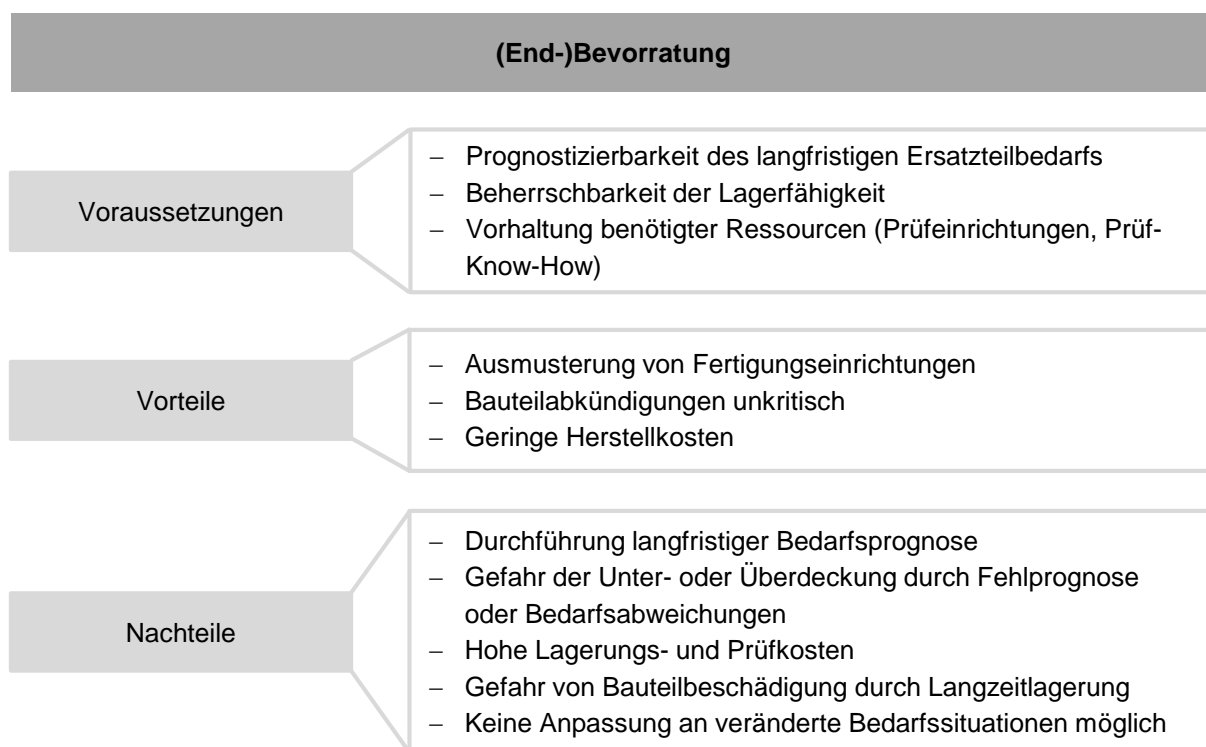 (End-)Bevorratung
Voraussetzungen
– Prognostizierbarkeit des langfristigen Ersatzteilbedarfs
– Beherrschbarkeit der Lagerfähigkeit
– Vorhaltung benötigter Ressourcen (Prüfeinrichtungen, Prüf-
Know-How)
Vorteile
– Ausmusterung von Fertigungseinrichtungen
– Bauteilabkündigungen unkritisch
– Geringe Herstellkosten
Nachteile
– Durchführung langfristiger Bedarfsprognose
– Gefahr der Unter- oder Überdeckung durch Fehlprognose
oder Bedarfsabweichungen
– Hohe Lagerungs- und Prüfkosten
– Gefahr von Bauteilbeschädigung durch Langzeitlagerung
– Keine Anpassung an veränderte Bedarfssituationen möglich